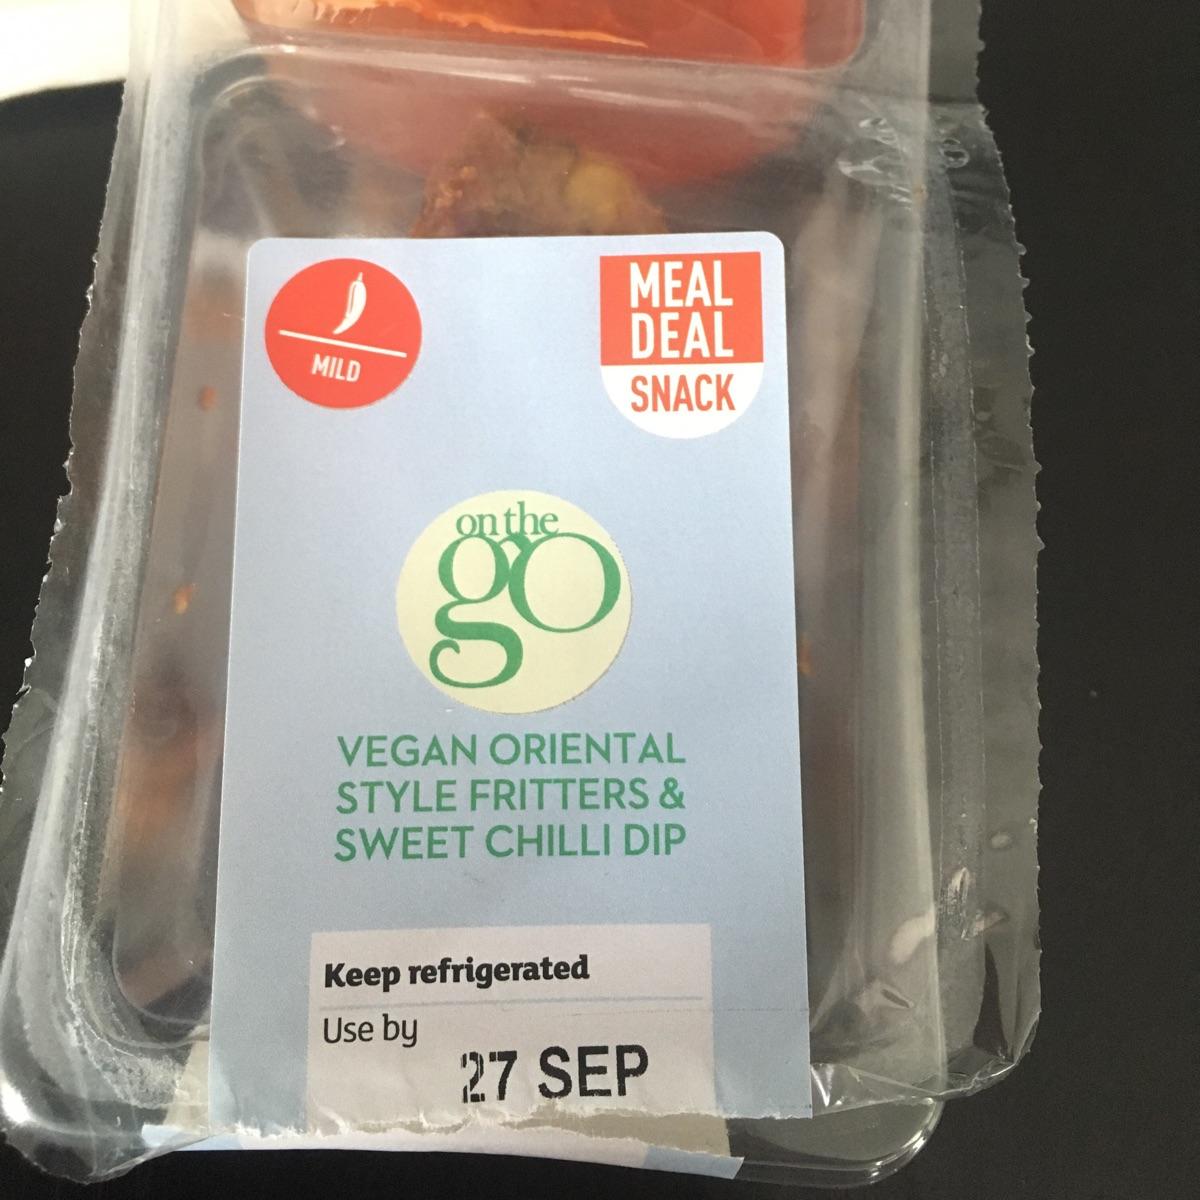 MILD
MEAL
DEAL
SNACK
on the
go
VEGAN ORIENTAL
STYLE FRITTERS &
SWEET CHILLI DIP
Keep refrigerated
Use by
27 SEP